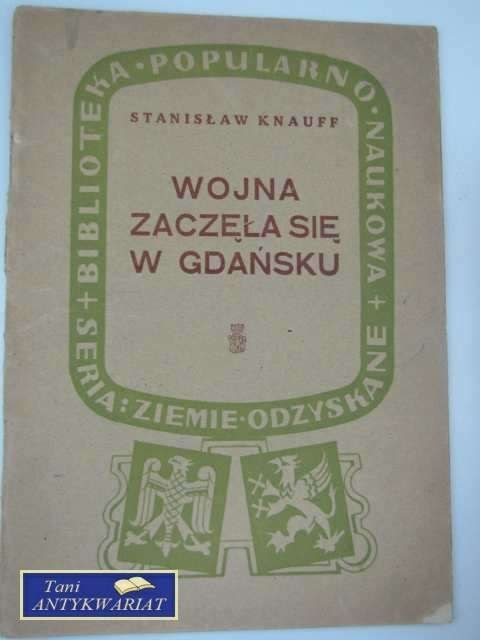 BIBLIOTEKA · POPULARNO · NAUKOWA +
STANISŁAW KNAUFF
WOJNA
ZACZĘŁA SIĘ
W GDAŃSKU
SERIA: ZIEMIE · ODZYSKANE +
Tani
ANTYKWARIAT